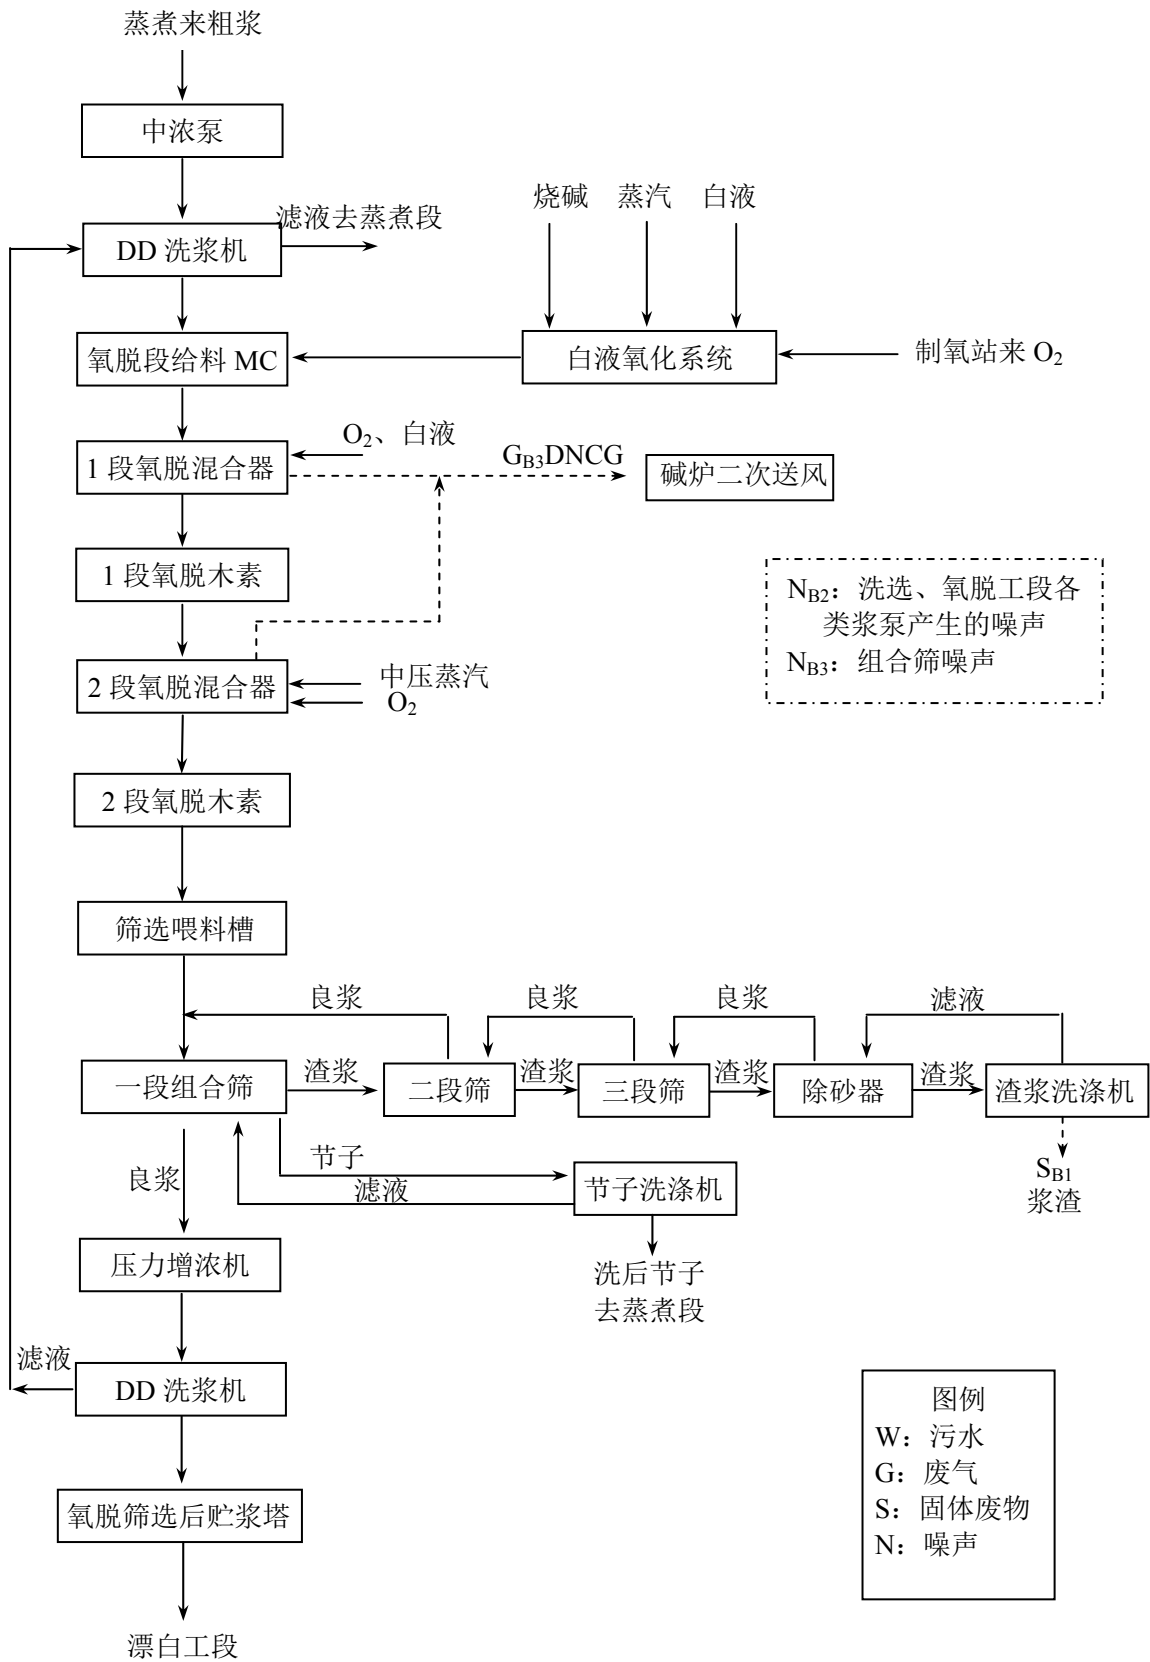 蒸煮来粗浆
中浓泵
烧碱 蒸汽 白液
滤液去蒸煮段
DD 洗浆机
氧脱段给料 MC
白液氧化系统
制氧站来 O₂
O₂、白液
G_B3DNCG
1 段氧脱混合器
碱炉二次送风
1 段氧脱木素
N_B2：洗选、氧脱工段各
类浆泵产生的噪声
N_B3：组合筛噪声
2 段氧脱混合器
中压蒸汽
O₂
2 段氧脱木素
筛选喂料槽
良浆 良浆 良浆 滤液
一段组合筛 渣浆 二段筛 渣浆 三段筛 渣浆 除砂器 渣浆 渣浆洗涤机
节子
滤液
节子洗涤机
S_B1
浆渣
良浆
压力增浓机
洗后节子
去蒸煮段
滤液
DD 洗浆机
氧脱筛选后贮浆塔
漂白工段
图例
W：污水
G：废气
S：固体废物
N：噪声